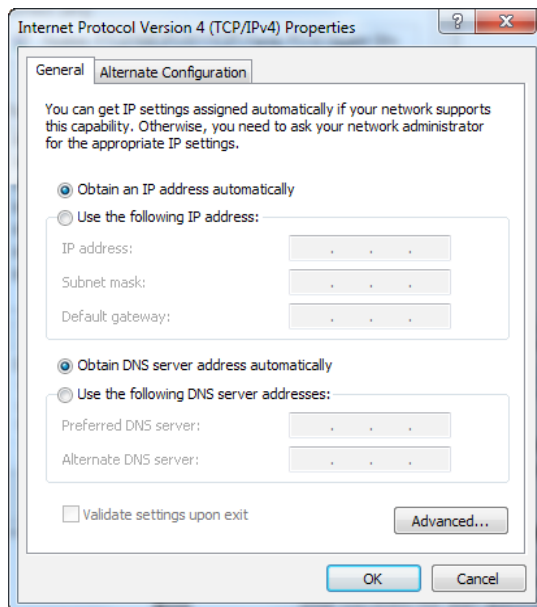 Internet Protocol Version 4 (TCP/IPv4) Properties
General
Alternate Configuration
You can get IP settings assigned automatically if your network supports
this capability. Otherwise, you need to ask your network administrator
for the appropriate IP settings.
Obtain an IP address automatically
Use the following IP address:
IP address:
Subnet mask:
Default gateway:
Obtain DNS server address automatically
Use the following DNS server addresses:
Preferred DNS server:
Alternate DNS server:
Validate settings upon exit
Advanced...
OK
Cancel